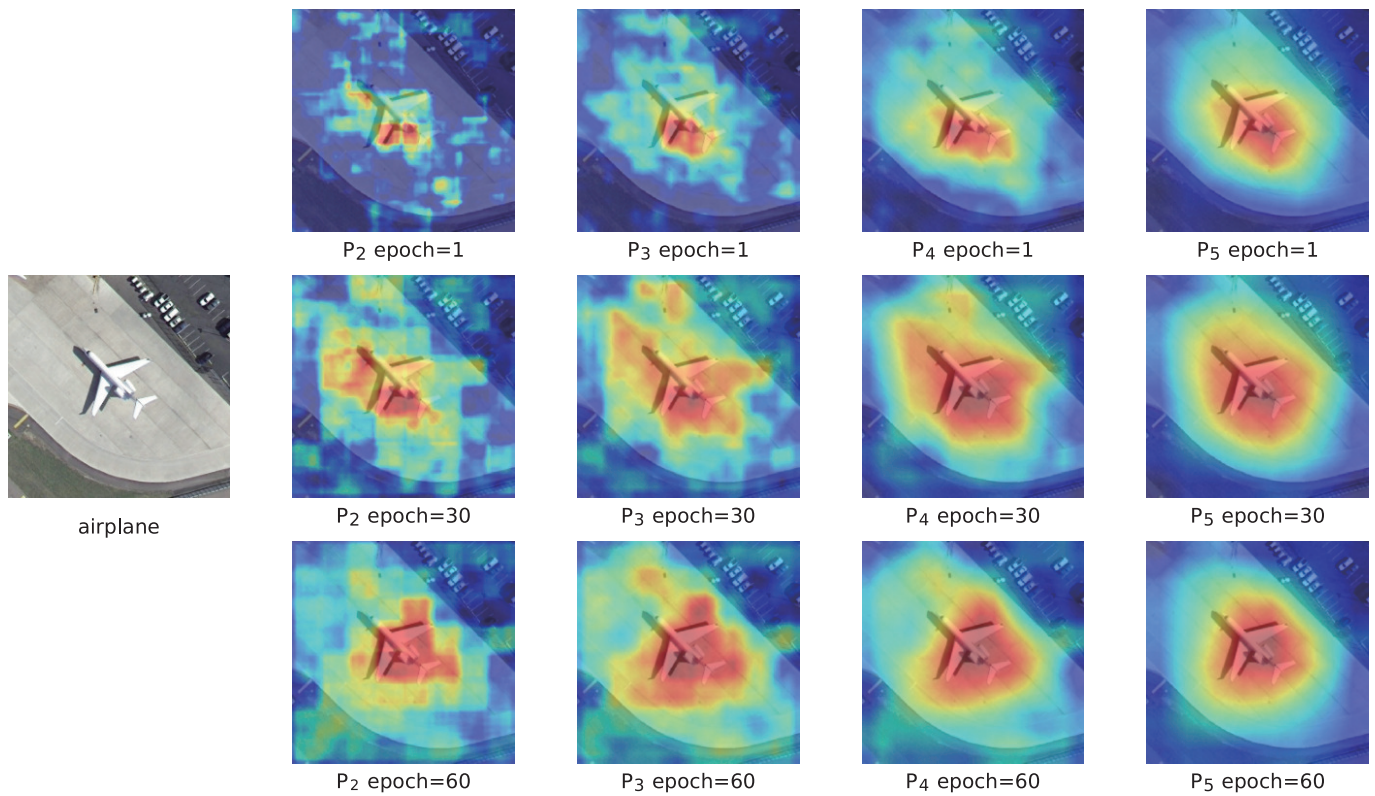 P₂ epoch=1
P₃ epoch=1
P₄ epoch=1
P₅ epoch=1
airplane
P₂ epoch=30
P₃ epoch=30
P₄ epoch=30
P₅ epoch=30
P₂ epoch=60
P₃ epoch=60
P₄ epoch=60
P₅ epoch=60